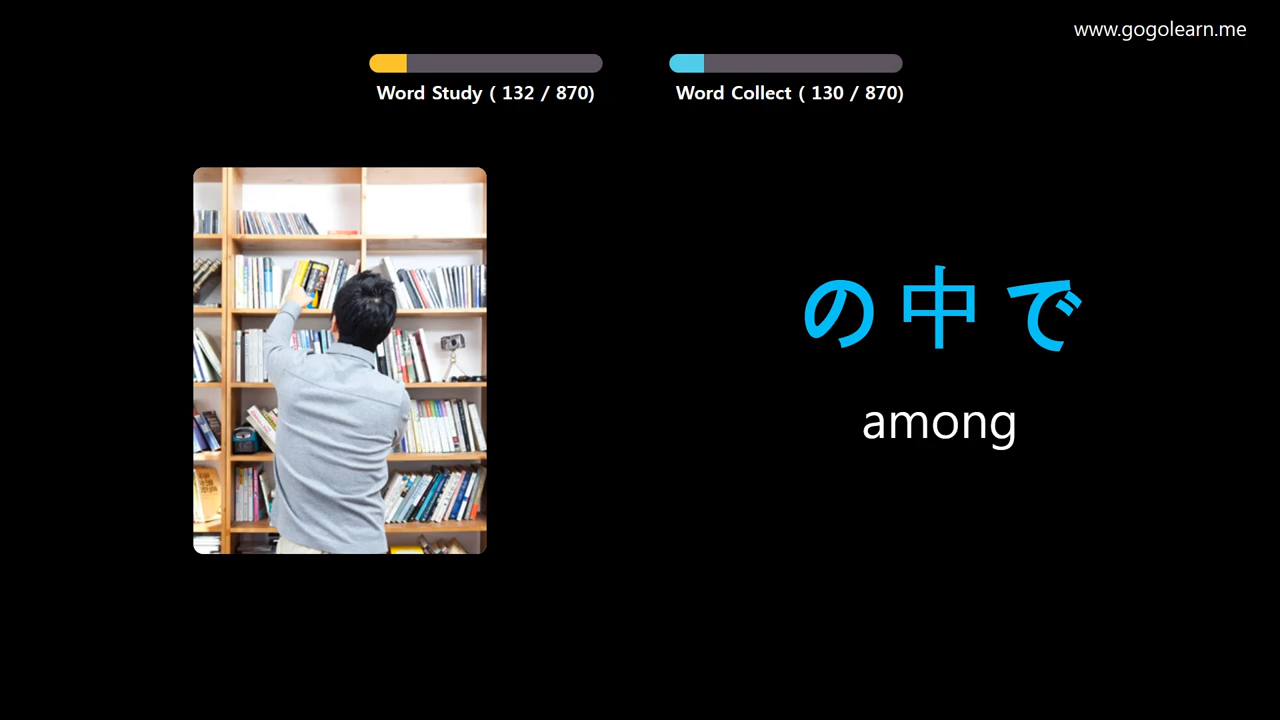 www.gogolearn.me
Word Study ( 132 / 870)
Word Collect ( 130 / 870)
の 中 で
among